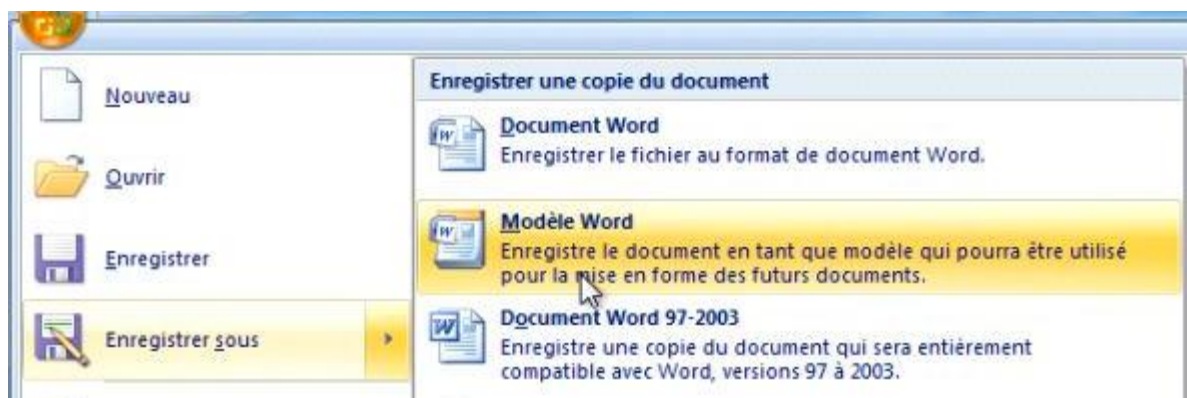 Nouveau
Ouvrir
Enregistrer
Enregistrer sous
Enregistrer une copie du document
Document Word
Enregistrer le fichier au format de document Word.
Modèle Word
Enregistre le document en tant que modèle qui pourra être utilisé
pour la mise en forme des futurs documents.
Document Word 97-2003
Enregistre une copie du document qui sera entièrement
compatible avec Word, versions 97 à 2003.